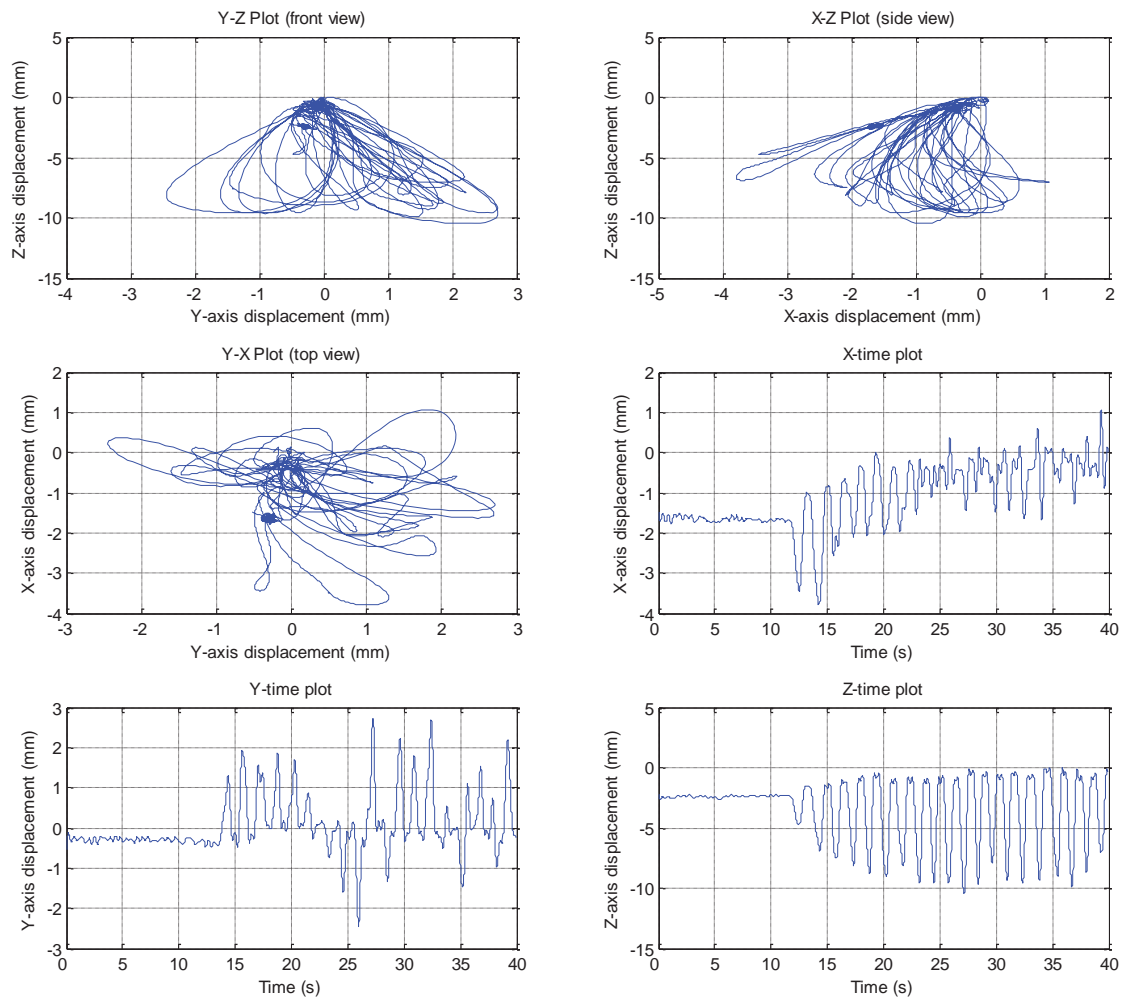 Y-Z Plot (front view)
5
0
-5
-10
-15
Z-axis displacement (mm)
-4 -3 -2 -1 0 1 2 3
Y-axis displacement (mm)
X-Z Plot (side view)
5
0
-5
-10
-15
Z-axis displacement (mm)
-5 -4 -3 -2 -1 0 1 2
X-axis displacement (mm)
Y-X Plot (top view)
2
1
0
-1
-2
-3
-4
X-axis displacement (mm)
-3 -2 -1 0 1 2 3
Y-axis displacement (mm)
X-time plot
2
1
0
-1
-2
-3
-4
X-axis displacement (mm)
0 5 10 15 20 25 30 35 40
Time (s)
Y-time plot
3
2
1
0
-1
-2
-3
Y-axis displacement (mm)
0 5 10 15 20 25 30 35 40
Time (s)
Z-time plot
5
0
-5
-10
-15
Z-axis displacement (mm)
0 5 10 15 20 25 30 35 40
Time (s)